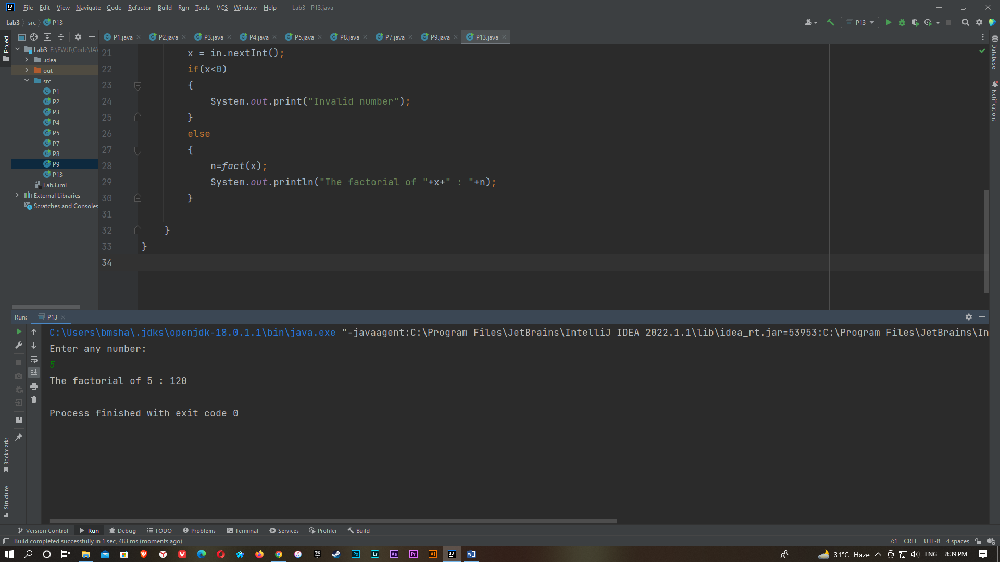 File Edit View Navigate Code Refactor Build Run Tools VCS Window Help Lab3 - P13.java
Lab3 src P13 P13
Project
P1.java P2.java P3.java P4.java P5.java P8.java P7.java P9.java P13.java
Lab3 F:\EWU\Code\JAV
.idea
out
src
P1
P2
P3
P4
P5
P7
P8
P9
P13
Lab3.iml
External Libraries
Scratches and Consoles
21 x = in.nextInt();
22 if(x<0)
23 {
24 System.out.print("Invalid number");
25 }
26 else
27 {
28 n=fact(x);
29 System.out.println("The factorial of "+x+" : "+n);
30 }
31
32 }
33 }
34
Database
Notifications
Run: P13
C:\Users\bmsha\.jdks\openjdk-18.0.1.1\bin\java.exe "-javaagent:C:\Program Files\JetBrains\IntelliJ IDEA 2022.1.1\lib\idea_rt.jar=53953:C:\Program Files\JetBrains\In
Enter any number:
5
The factorial of 5 : 120
Process finished with exit code 0
Bookmarks
Structure
Version Control Run Debug TODO Problems Terminal Services Profiler Build
Build completed successfully in 1 sec, 483 ms (moments ago) 7:1 CRLF UTF-8 4 spaces
Ps Lr Ae Pr Ai 31°C Haze ENG 8:39 PM